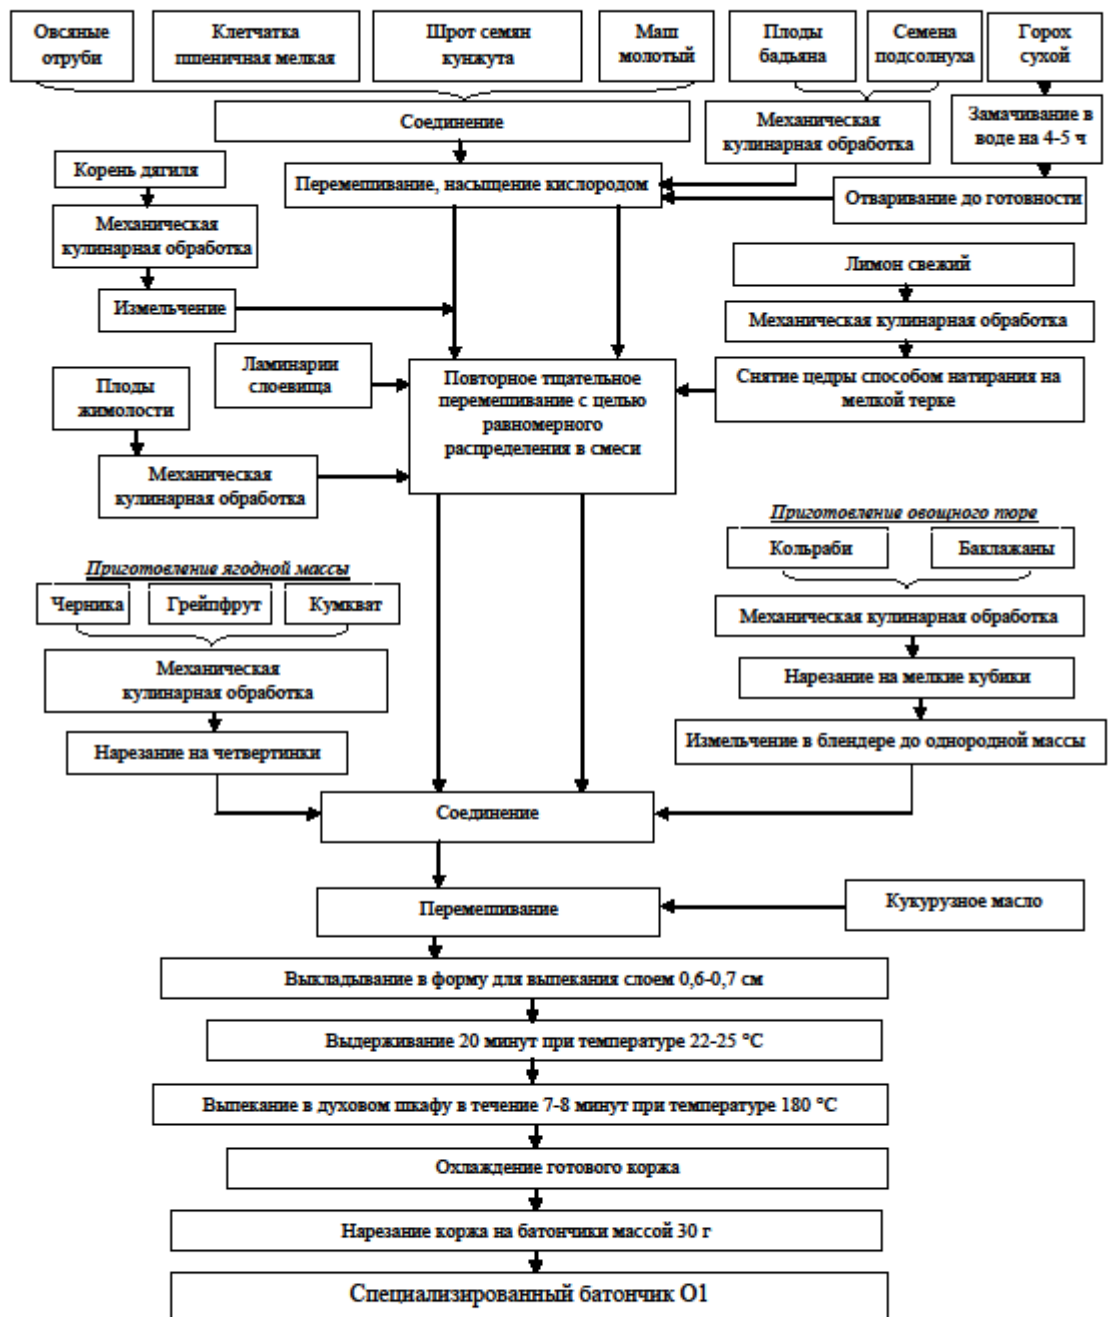 Овсяные
отруби
Клетчатка
пшеничная мелкая
Шрот семян
кунжута
Маш
молотый
Плоды
бадьяна
Семена
подсолнуха
Горох
сухой
Соединение
Механическая
кулинарная обработка
Замачивание в
воде на 4-5 ч
Корень дягиля
Перемешивание, насыщение кислородом
Отваривание до готовности
Механическая
кулинарная обработка
Лимон свежий
Измельчение
Механическая кулинарная обработка
Ламинарии
слоевища
Повторное тщательное
перемешивание с целью
равномерного
распределения в смеси
Снятие цедры способом натирания на
мелкой терке
Плоды
жимолости
Механическая
кулинарная обработка
Приготовление овощного пюре
Кольраби
Баклажаны
Приготовление ягодной массы
Черника
Грейпфрут
Кумкват
Механическая кулинарная обработка
Механическая
кулинарная обработка
Нарезание на мелкие кубики
Нарезание на четвертинки
Измельчение в блендере до однородной массы
Соединение
Перемешивание
Кукурузное масло
Выкладывание в форму для выпекания слоем 0,6-0,7 см
Выдерживание 20 минут при температуре 22-25 °С
Выпекание в духовом шкафу в течение 7-8 минут при температуре 180 °С
Охлаждение готового коржа
Нарезание коржа на батончики массой 30 г
Специализированный батончик О1